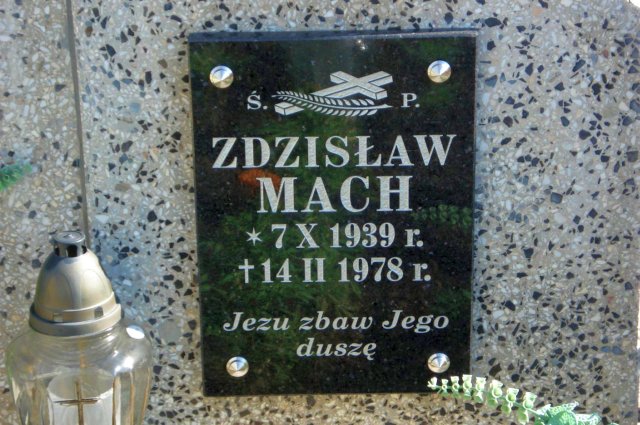 Ś. P.
ZDZISŁAW
MACH
* 7 X 1939 r.
† 14 II 1978 r.
Jezu zbaw Jego
duszę